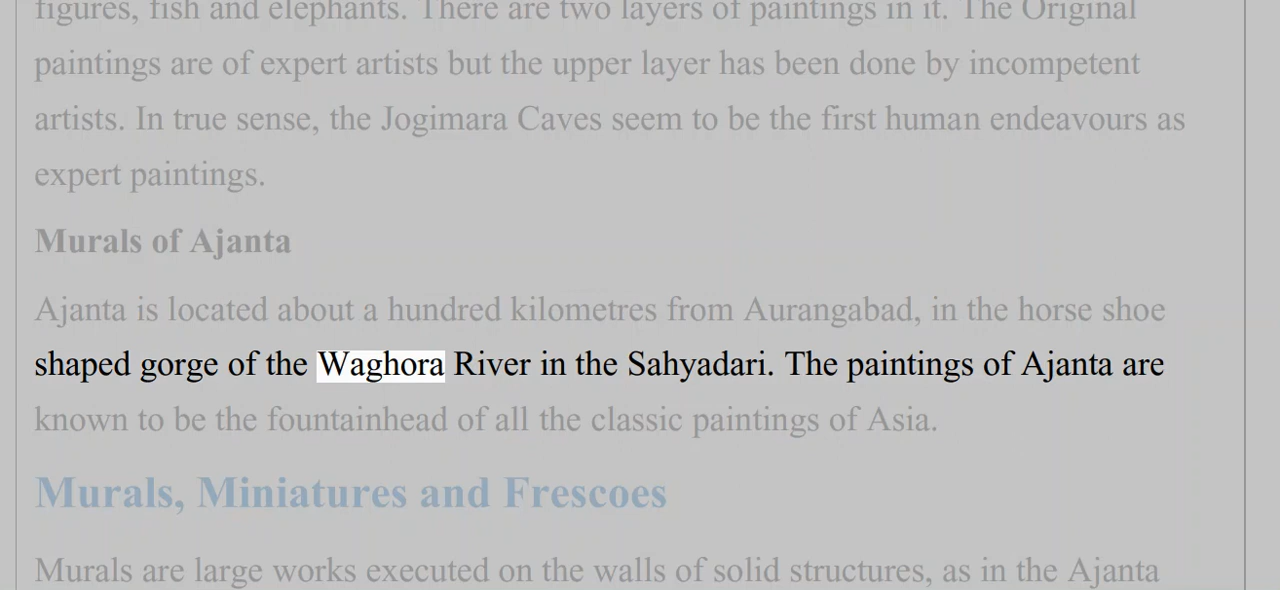 figures, fish and elephants. There are two layers of paintings in it. The Original
paintings are of expert artists but the upper layer has been done by incompetent
artists. In true sense, the Jogimara Caves seem to be the first human endeavours as
expert paintings.
Murals of Ajanta
Ajanta is located about a hundred kilometres from Aurangabad, in the horse shoe
shaped gorge of the Waghora River in the Sahyadari. The paintings of Ajanta are
known to be the fountainhead of all the classic paintings of Asia.
Murals, Miniatures and Frescoes
Murals are large works executed on the walls of solid structures, as in the Ajanta